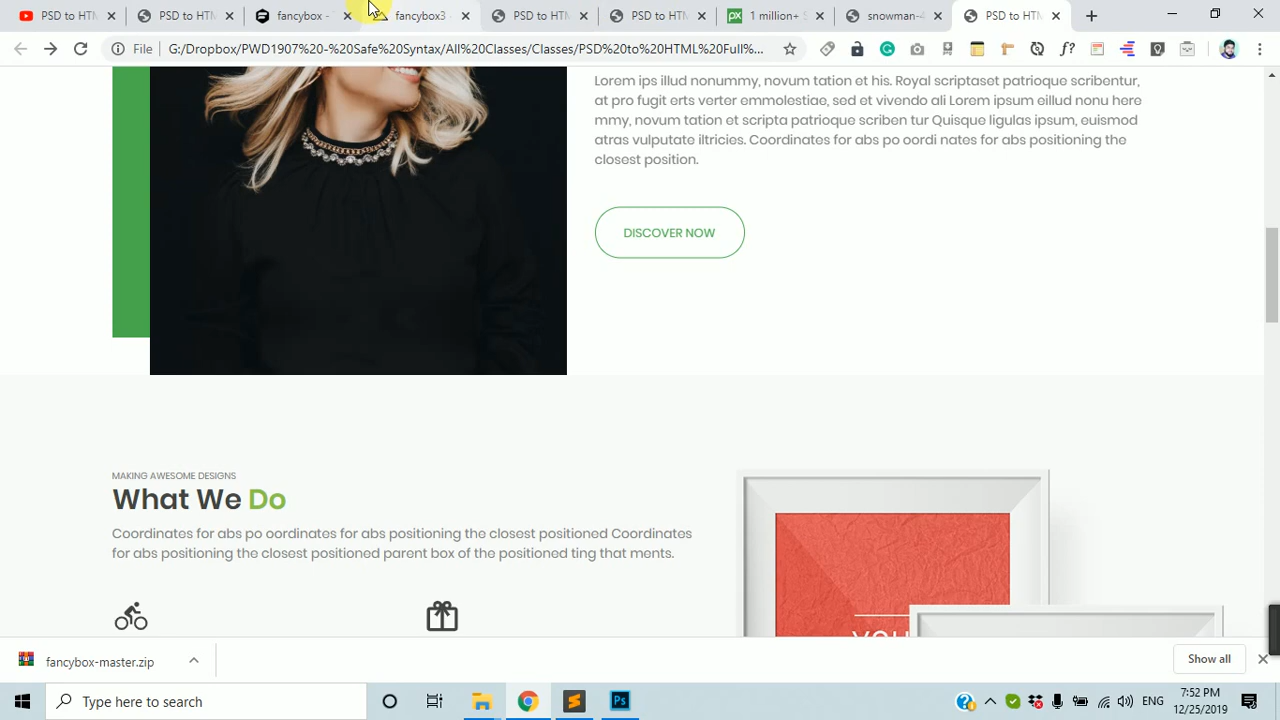 PSD to HTM
PSD to HTM
fancybox -
fancybox3 -
PSD to HTM
PSD to HTM
1 million+ S
snowman-4
PSD to HTM
File
G:/Dropbox/PWD1907%20-%20Safe%20Syntex/All%20Classes/Classes/PSD%20to%20HTML%20Full%...
Lorem ips illud nonummy, novum tation et his. Royal scriptaset patrioque scribentur,
at pro fugit erts verter emmolestiae, sed et vivendo ali Lorem ipsum eillud nonu here
mmy, novum tation et scripta patrioque scriben tur Quisque ligulas ipsum, euismod
atras vulputate iltricies. Coordinates for abs po oordi nates for abs positioning the
closest position.
DISCOVER NOW
MAKING AWESOME DESIGNS
What We Do
Coordinates for abs po oordinates for abs positioning the closest positioned Coordinates
for abs positioning the closest positioned parent box of the positioned ting that ments.
YOU
fancybox-master.zip
Show all
Type here to search
ENG
7:52 PM
12/25/2019